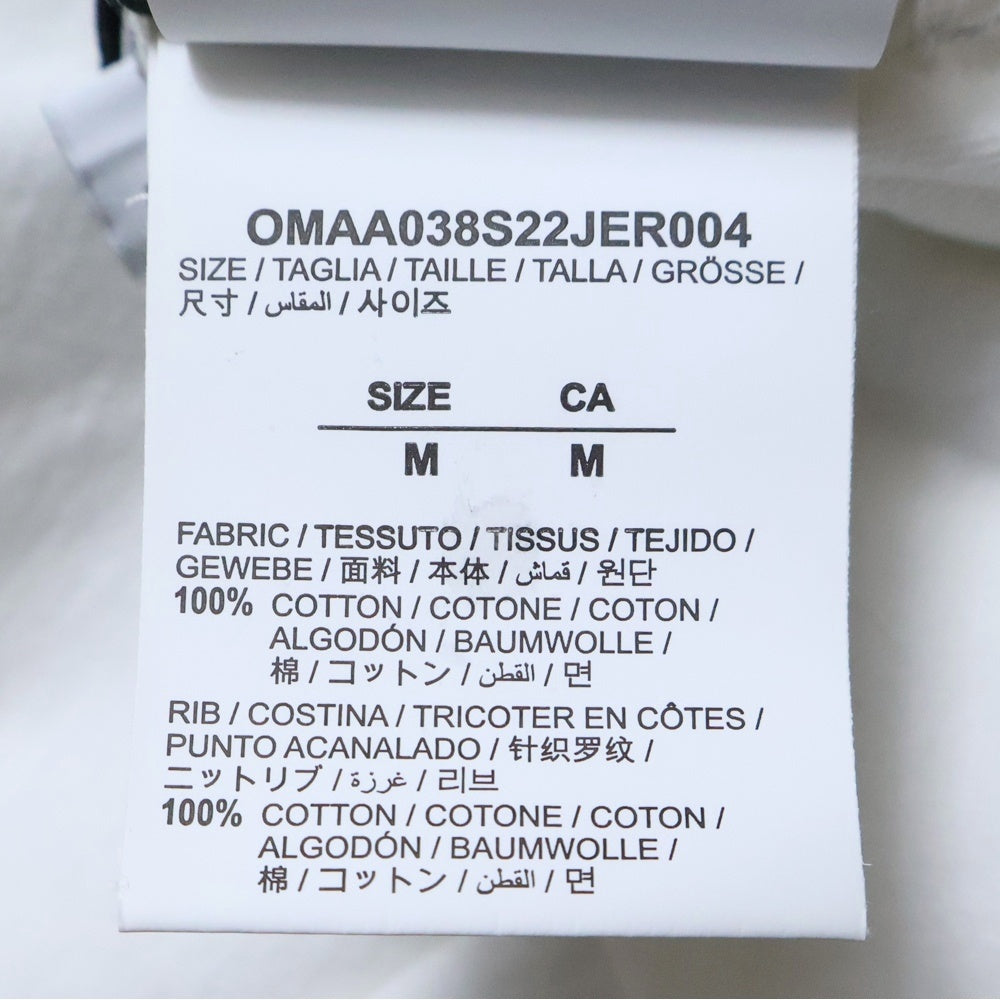 OMAA038S22JER004
SIZE / TAGLIA / TAILLE / TALLA / GRÖSSE /
尺寸 / المقاس / 사이즈
SIZE CA
M M
FABRIC / TESSUTO / TISSUS / TEJIDO /
GEWEBE / 面料 / 本体 / قماش / 원단
100% COTTON / COTONE / COTON /
ALGODÓN / BAUMWOLLE /
棉 / コットン / القطن / 면
RIB / COSTINA / TRICOTER EN CÔTES /
PUNTO ACANALADO / 针织罗纹 /
ニットリブ / غرزة / 리브
100% COTTON / COTONE / COTON /
ALGODÓN / BAUMWOLLE /
棉 / コットン / القطن / 면